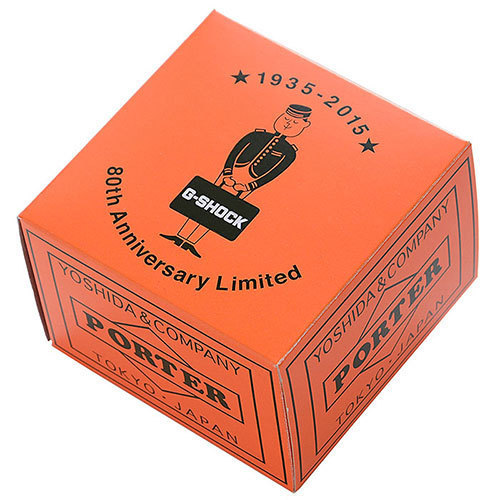 ★ 1935-2015 ★
G-SHOCK
80th Anniversary Limited
YOSHIDA & COMPANY
PORTER
TOKYO · JAPAN
YOSHIDA & COMPANY
PORTER
TOKYO · JAPAN